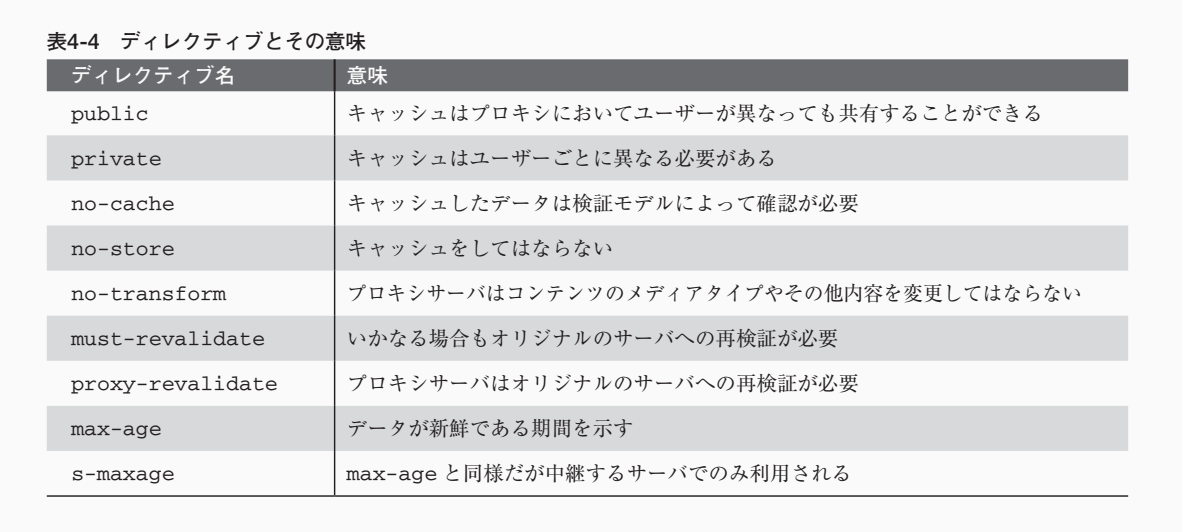 表4-4 ディレクティブとその意味
ディレクティブ名 意味
public キャッシュはプロキシにおいてユーザーが異なっても共有することができる
private キャッシュはユーザーごとに異なる必要がある
no-cache キャッシュしたデータは検証モデルによって確認が必要
no-store キャッシュをしてはならない
no-transform プロキシサーバはコンテンツのメディアタイプやその他内容を変更してはならない
must-revalidate いかなる場合もオリジナルのサーバへの再検証が必要
proxy-revalidate プロキシサーバはオリジナルのサーバへの再検証が必要
max-age データが新鮮である期間を示す
s-maxage max-age と同様だが中継するサーバでのみ利用される